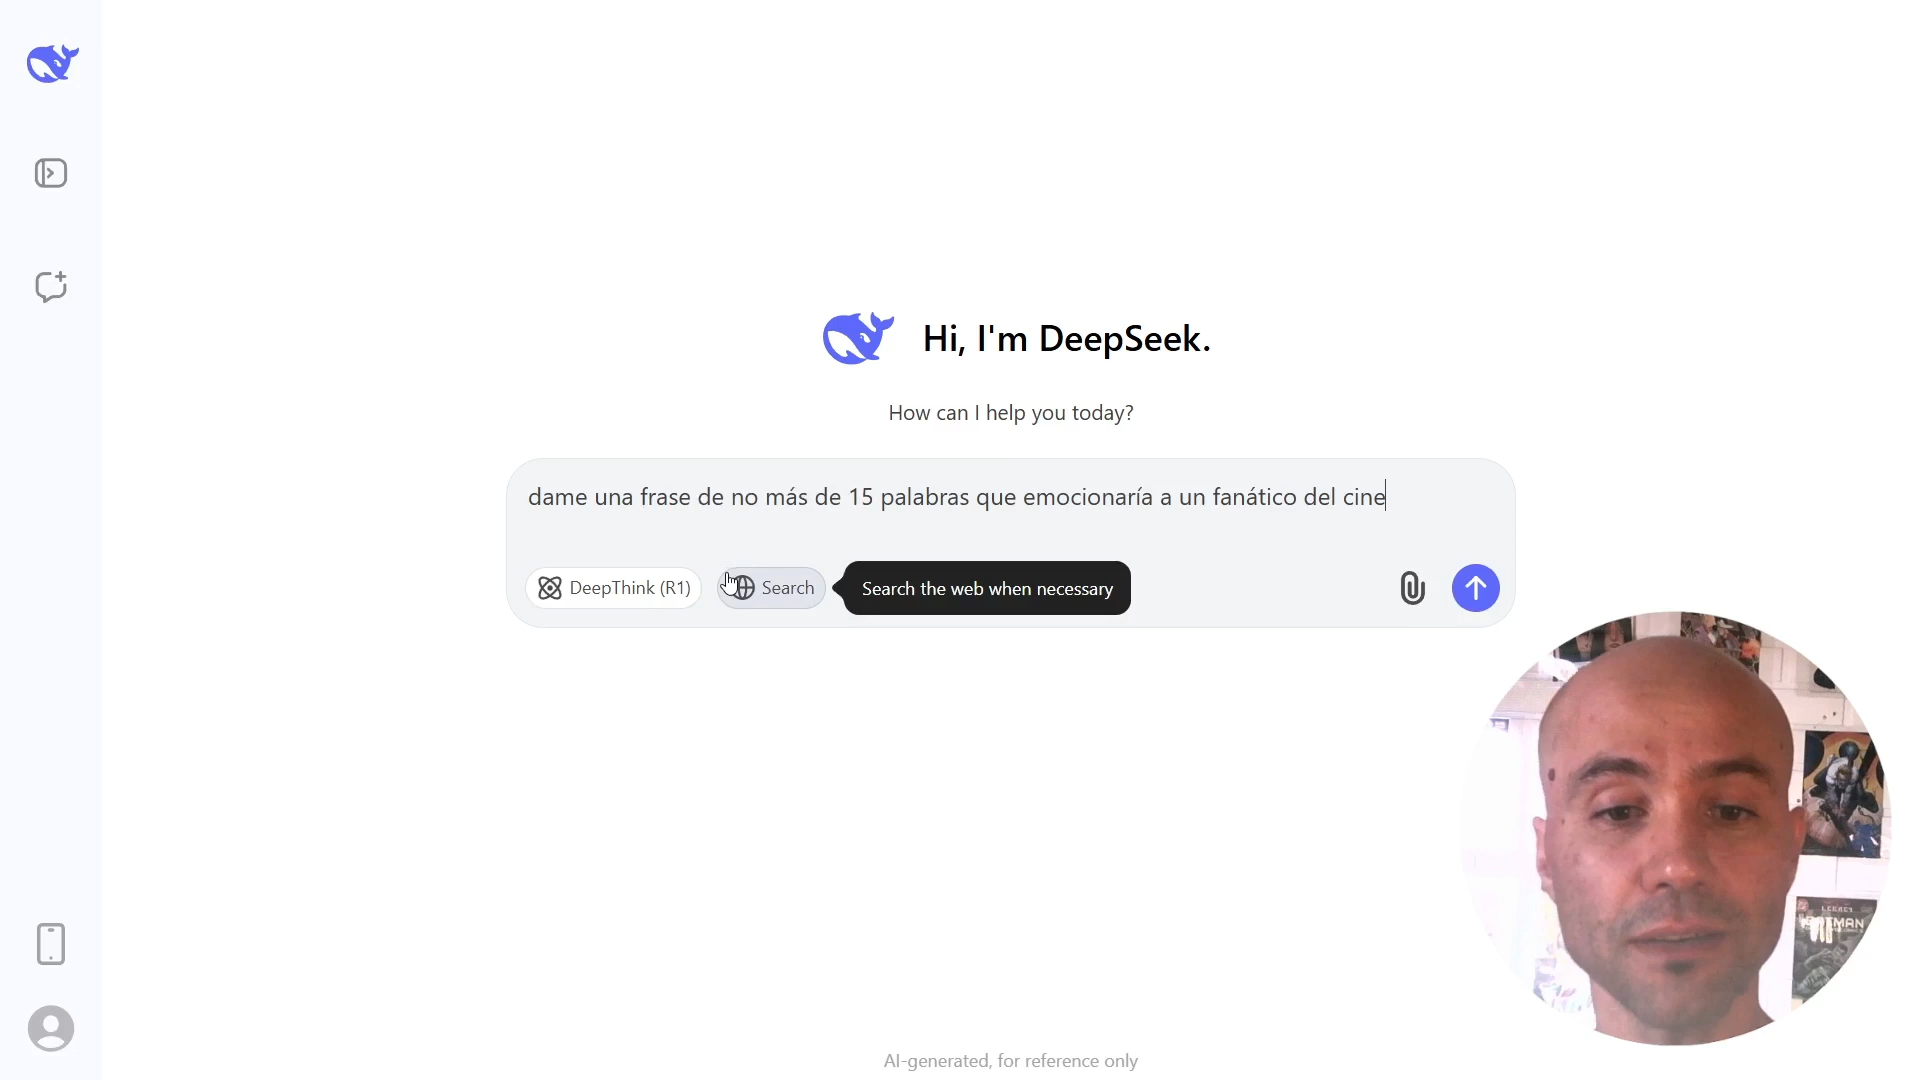 Hi, I'm DeepSeek.
How can I help you today?
dame una frase de no más de 15 palabras que emocionaría a un fanático del cine
DeepThink (R1)
Search
Search the web when necessary
BATMAN
AI-generated, for reference only